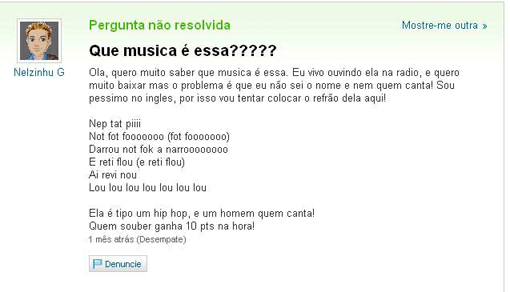 Pergunta não resolvida
Mostre-me outra »
Que musica é essa?????
Nelzinhu G
Ola, quero muito saber que musica é essa. Eu vivo ouvindo ela na radio, e quero
muito baixar mas o problema é que eu não sei o nome e nem quem canta! Sou
pessimo no ingles, por isso vou tentar colocar o refrão dela aqui!
Nep tat piiii
Not fot fooooooo (fot fooooooo)
Darrou not fok a narroooooooo
E reti flou (e reti flou)
Ai revi nou
Lou lou lou lou lou lou lou
Ela é tipo um hip hop, e um homem quem canta!
Quem souber ganha 10 pts na hora!
1 mês atrás (Desempate)
Denuncie